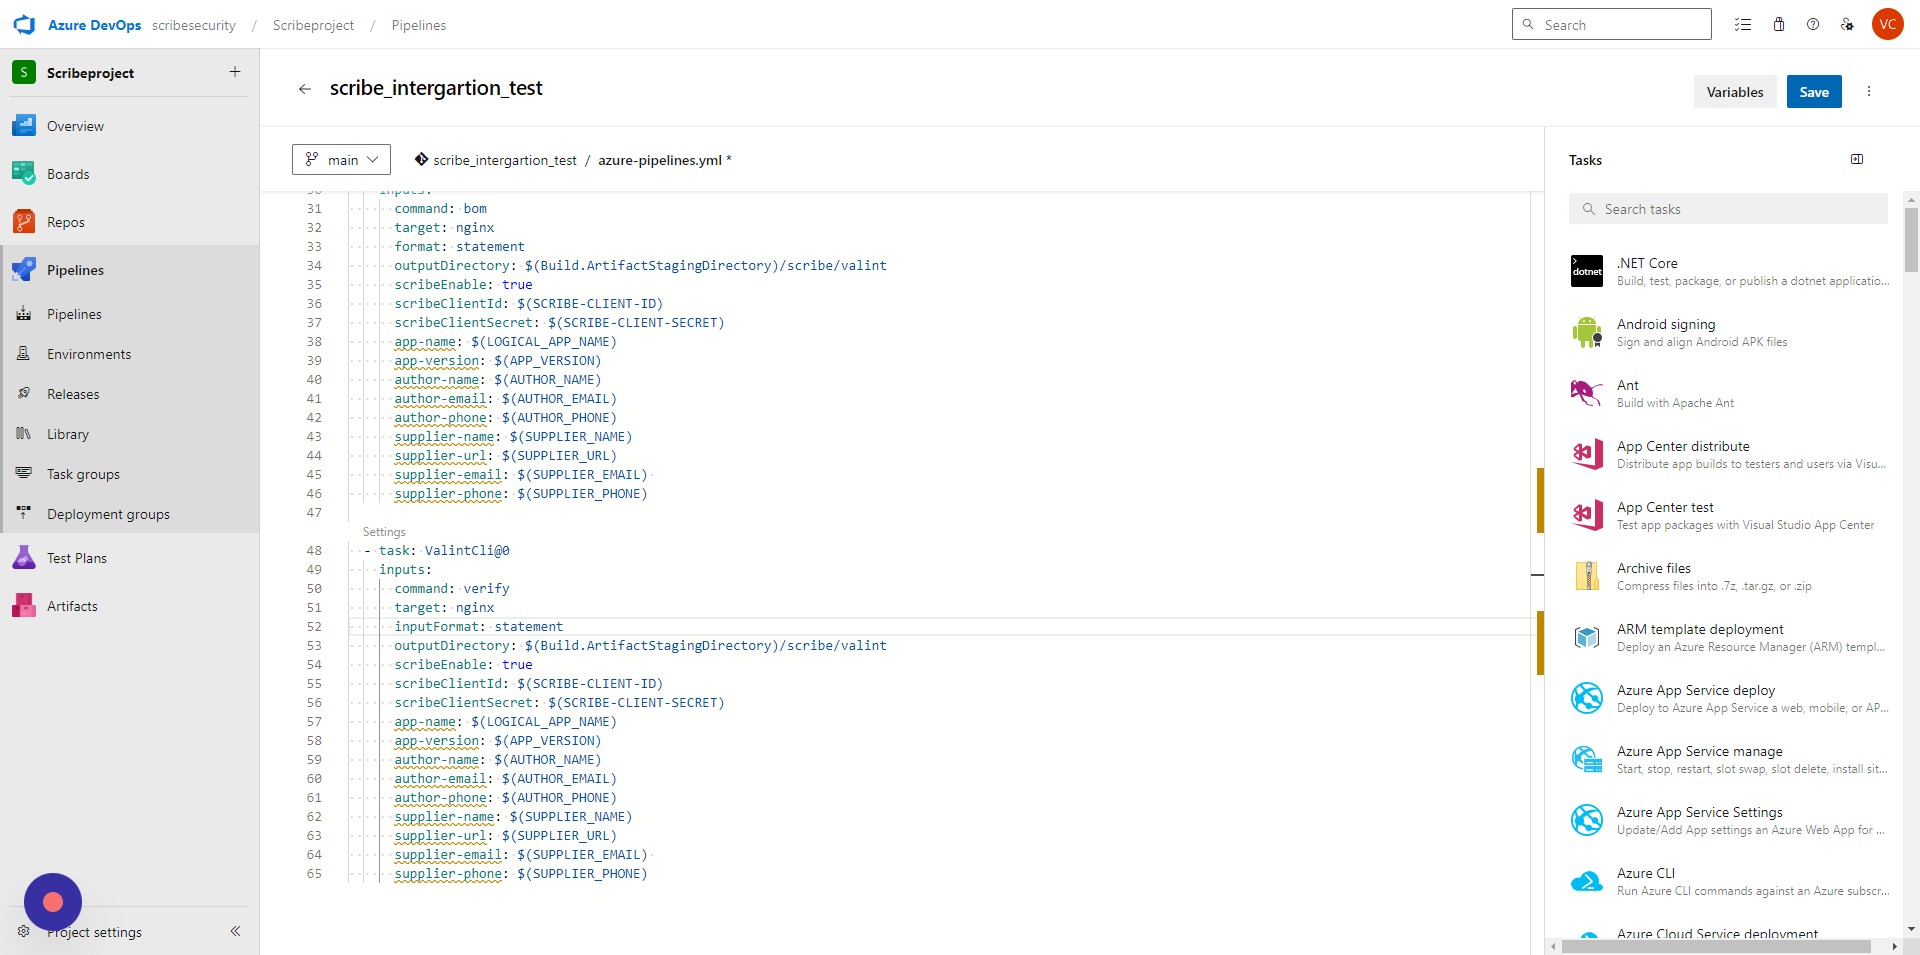 Azure DevOps scribesecurity / Scribeproject / Pipelines
Search
VC
S Scribeproject +
Overview
Boards
Repos
Pipelines
Pipelines
Environments
Releases
Library
Task groups
Deployment groups
Test Plans
Artifacts
Project settings
scribe_intergartion_test
Variables
Save
main
scribe_intergartion_test / azure-pipelines.yml *
inputs:
31 command: bom
32 target: nginx
33 format: statement
34 outputDirectory: $(Build.ArtifactStagingDirectory)/scribe/valint
35 scribeEnable: true
36 scribeClientId: $(SCRIBE-CLIENT-ID)
37 scribeClientSecret: $(SCRIBE-CLIENT-SECRET)
38 app-name: $(LOGICAL_APP_NAME)
39 app-version: $(APP_VERSION)
40 author-name: $(AUTHOR_NAME)
41 author-email: $(AUTHOR_EMAIL)
42 author-phone: $(AUTHOR_PHONE)
43 supplier-name: $(SUPPLIER_NAME)
44 supplier-url: $(SUPPLIER_URL)
45 supplier-email: $(SUPPLIER_EMAIL)
46 supplier-phone: $(SUPPLIER_PHONE)
47
Settings
48 - task: ValintCli@0
49 inputs:
50 command: verify
51 target: nginx
52 inputFormat: statement
53 outputDirectory: $(Build.ArtifactStagingDirectory)/scribe/valint
54 scribeEnable: true
55 scribeClientId: $(SCRIBE-CLIENT-ID)
56 scribeClientSecret: $(SCRIBE-CLIENT-SECRET)
57 app-name: $(LOGICAL_APP_NAME)
58 app-version: $(APP_VERSION)
59 author-name: $(AUTHOR_NAME)
60 author-email: $(AUTHOR_EMAIL)
61 author-phone: $(AUTHOR_PHONE)
62 supplier-name: $(SUPPLIER_NAME)
63 supplier-url: $(SUPPLIER_URL)
64 supplier-email: $(SUPPLIER_EMAIL)
65 supplier-phone: $(SUPPLIER_PHONE)
Tasks
Search tasks
dotnet
.NET Core
Build, test, package, or publish a dotnet applicatio...
Android signing
Sign and align Android APK files
Ant
Build with Apache Ant
App Center distribute
Distribute app builds to testers and users via Visu...
App Center test
Test app packages with Visual Studio App Center
Archive files
Compress files into .7z, .tar.gz, or .zip
ARM template deployment
Deploy an Azure Resource Manager (ARM) templ...
Azure App Service deploy
Deploy to Azure App Service a web, mobile, or AP...
Azure App Service manage
Start, stop, restart, slot swap, slot delete, install sit...
Azure App Service Settings
Update/Add App settings an Azure Web App for ...
Azure CLI
Run Azure CLI commands against an Azure subscr...
Azure Cloud Service deployment